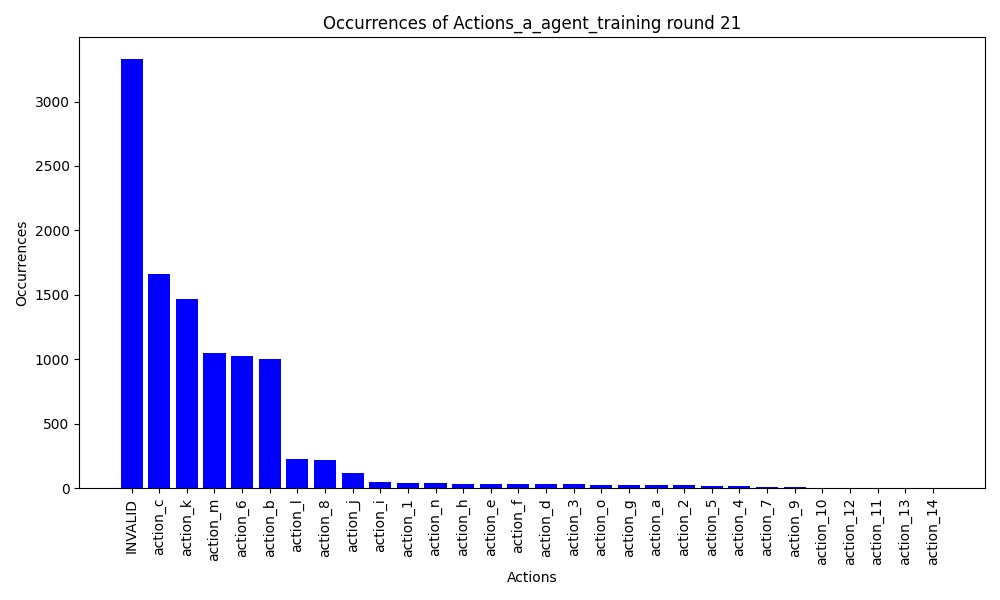 Occurrences of Actions_a_agent_training round 21
Occurrences
3000
2500
2000
1500
1000
500
0
INVALID
action_c
action_k
action_m
action_6
action_b
action_l
action_8
action_j
action_i
action_1
action_n
action_h
action_e
action_f
action_d
action_3
action_o
action_g
action_a
action_2
action_5
action_4
action_7
action_9
action_10
action_12
action_11
action_13
action_14
Actions